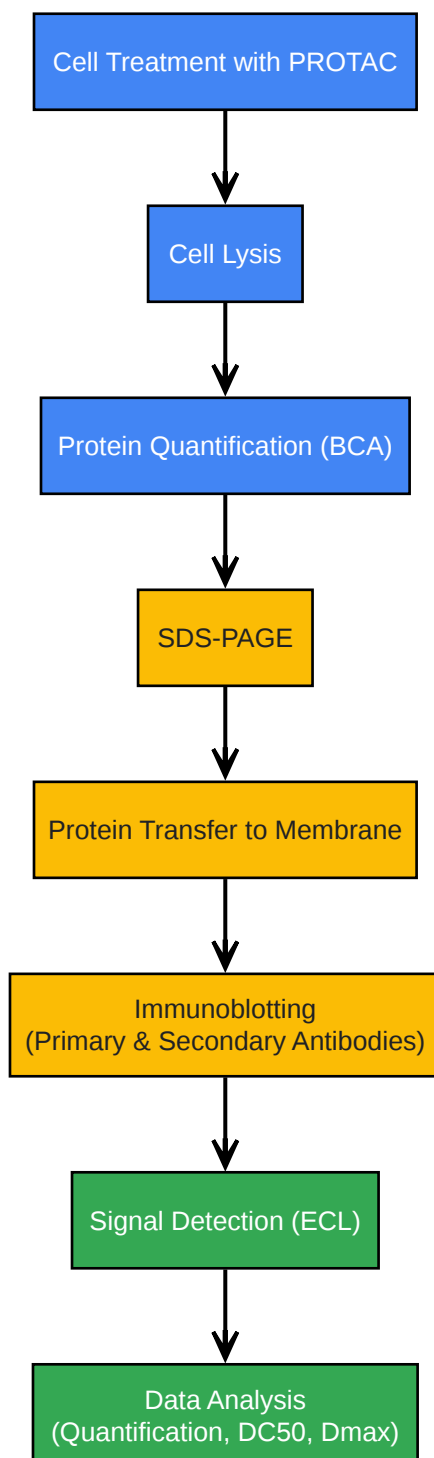 Cell Treatment with PROTAC
Cell Lysis
Protein Quantification (BCA)
SDS-PAGE
Protein Transfer to Membrane
Immunoblotting
(Primary & Secondary Antibodies)
Signal Detection (ECL)
Data Analysis
(Quantification, DC50, Dmax)